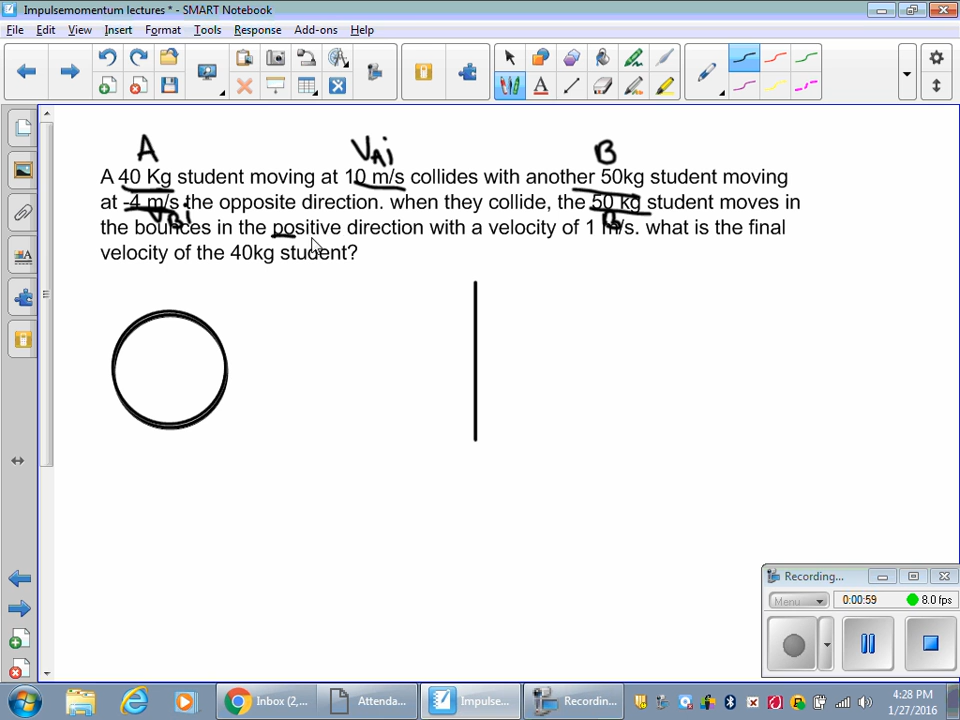 Impulsemomentum lectures * - SMART Notebook
File Edit View Insert Format Tools Response Add-ons Help
A VAi B
A 40 Kg student moving at 10 m/s collides with another 50kg student moving
at -4 m/s the opposite direction. when they collide, the 50 kg student moves in
VBi B
the bounces in the positive direction with a velocity of 1 m/s. what is the final
velocity of the 40kg student?
Recording...
Menu 0:00:59 8.0 fps
Inbox (2,... Attenda... Impulse... Recordin... 4:28 PM
1/27/2016